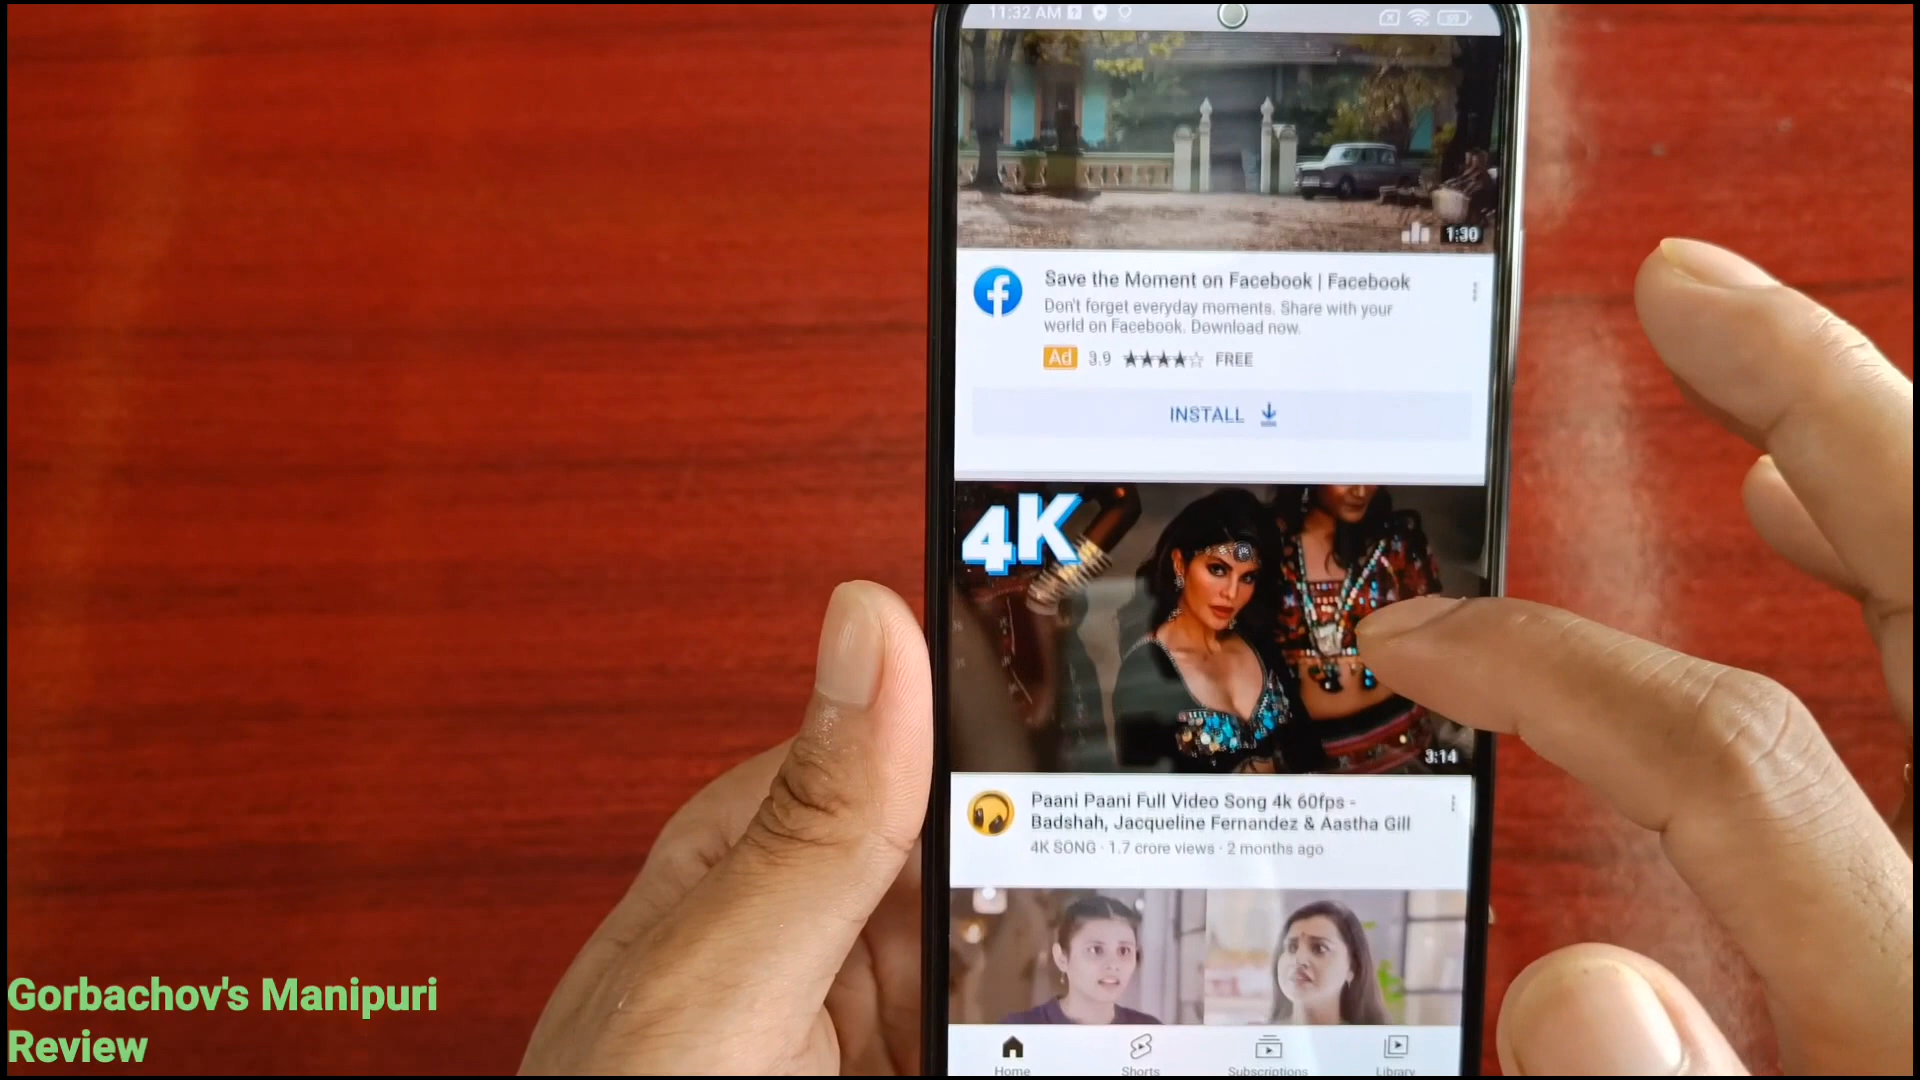 11:32 AM
1:30
Save the Moment on Facebook | Facebook
Don't forget everyday moments. Share with your
world on Facebook. Download now.
Ad 3.9 FREE
INSTALL
4K
3:14
Paani Paani Full Video Song 4k 60fps -
Badshah, Jacqueline Fernandez & Aastha Gill
4K SONG · 1.7 crore views · 2 months ago
Home Shorts Subscriptions Library
Gorbachov's Manipuri
Review